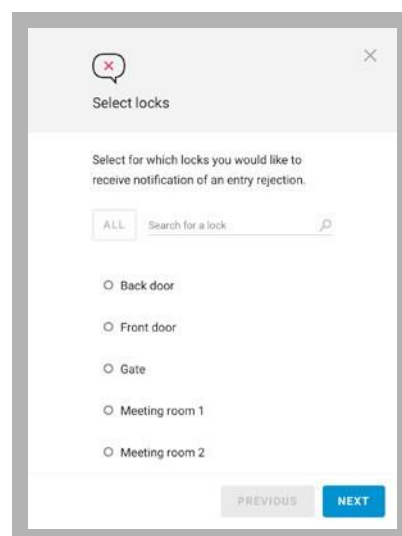 Select locks
Select for which locks you would like to
receive notification of an entry rejection.
ALL Search for a lock
Back door
Front door
Gate
Meeting room 1
Meeting room 2
PREVIOUS NEXT